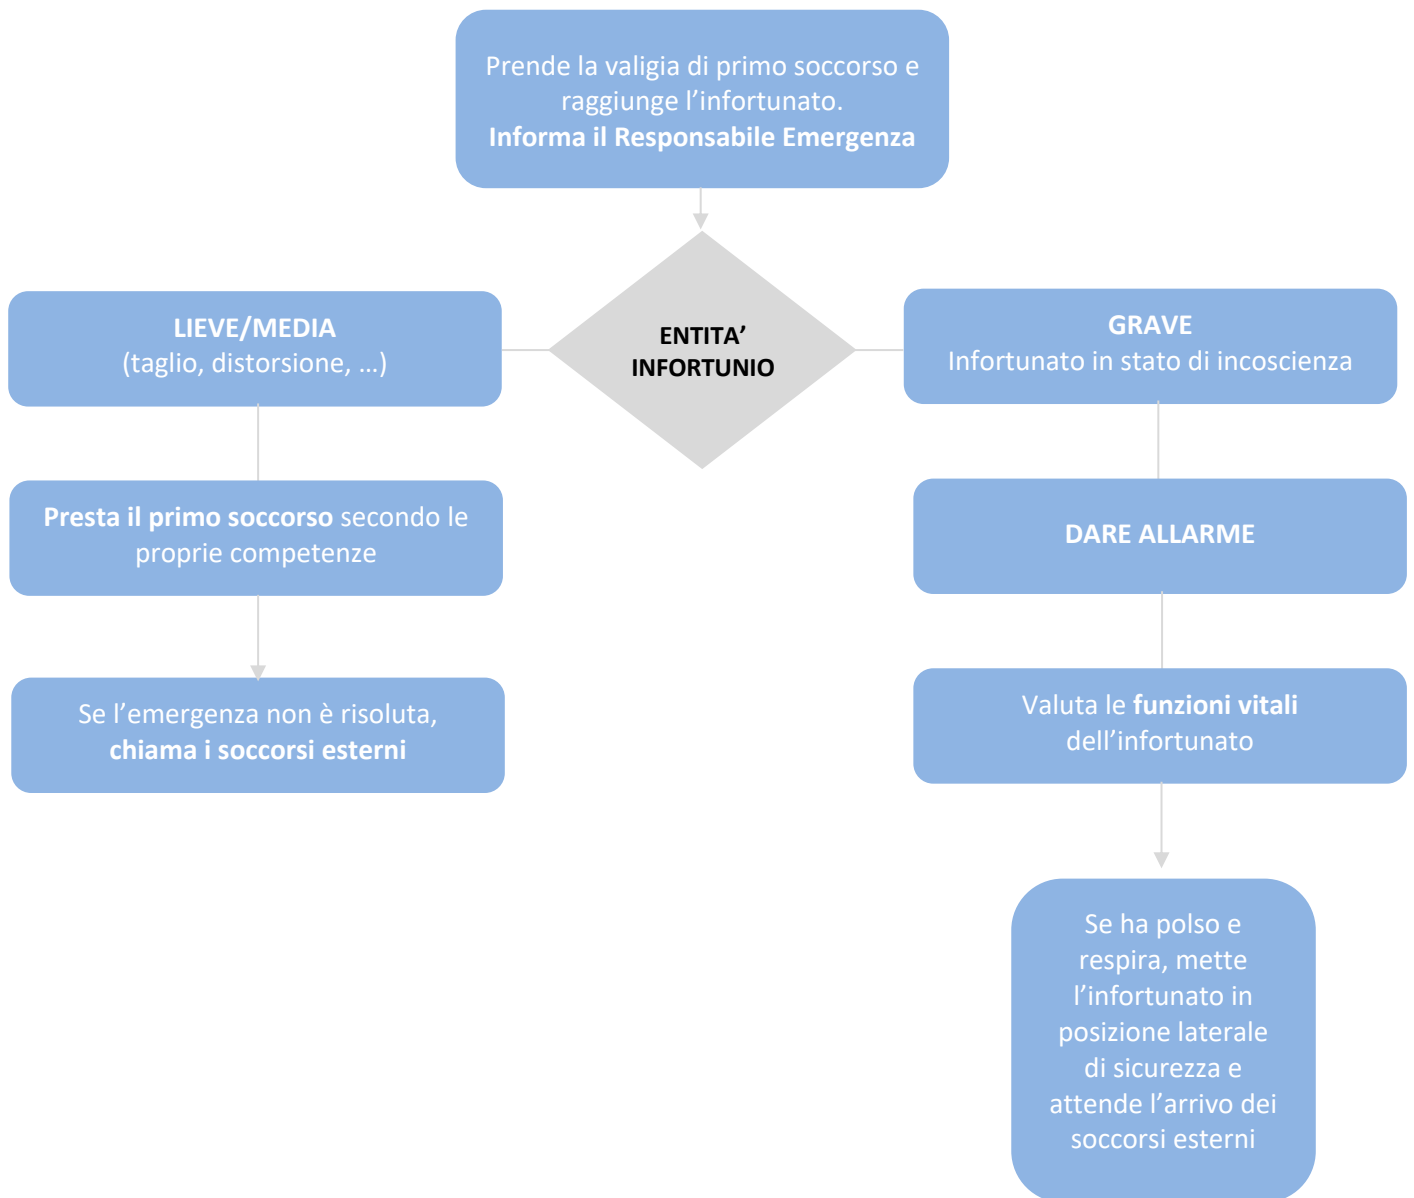 Prende la valigia di primo soccorso e
raggiunge l’infortunato.
Informa il Responsabile Emergenza
ENTITA’
INFORTUNIO
LIEVE/MEDIA
(taglio, distorsione, …)
Presta il primo soccorso secondo le
proprie competenze
Se l’emergenza non è risoluta,
chiama i soccorsi esterni
GRAVE
Infortunato in stato di incoscienza
DARE ALLARME
Valuta le funzioni vitali
dell’infortunato
Se ha polso e
respira, mette
l’infortunato in
posizione laterale
di sicurezza e
attende l’arrivo dei
soccorsi esterni